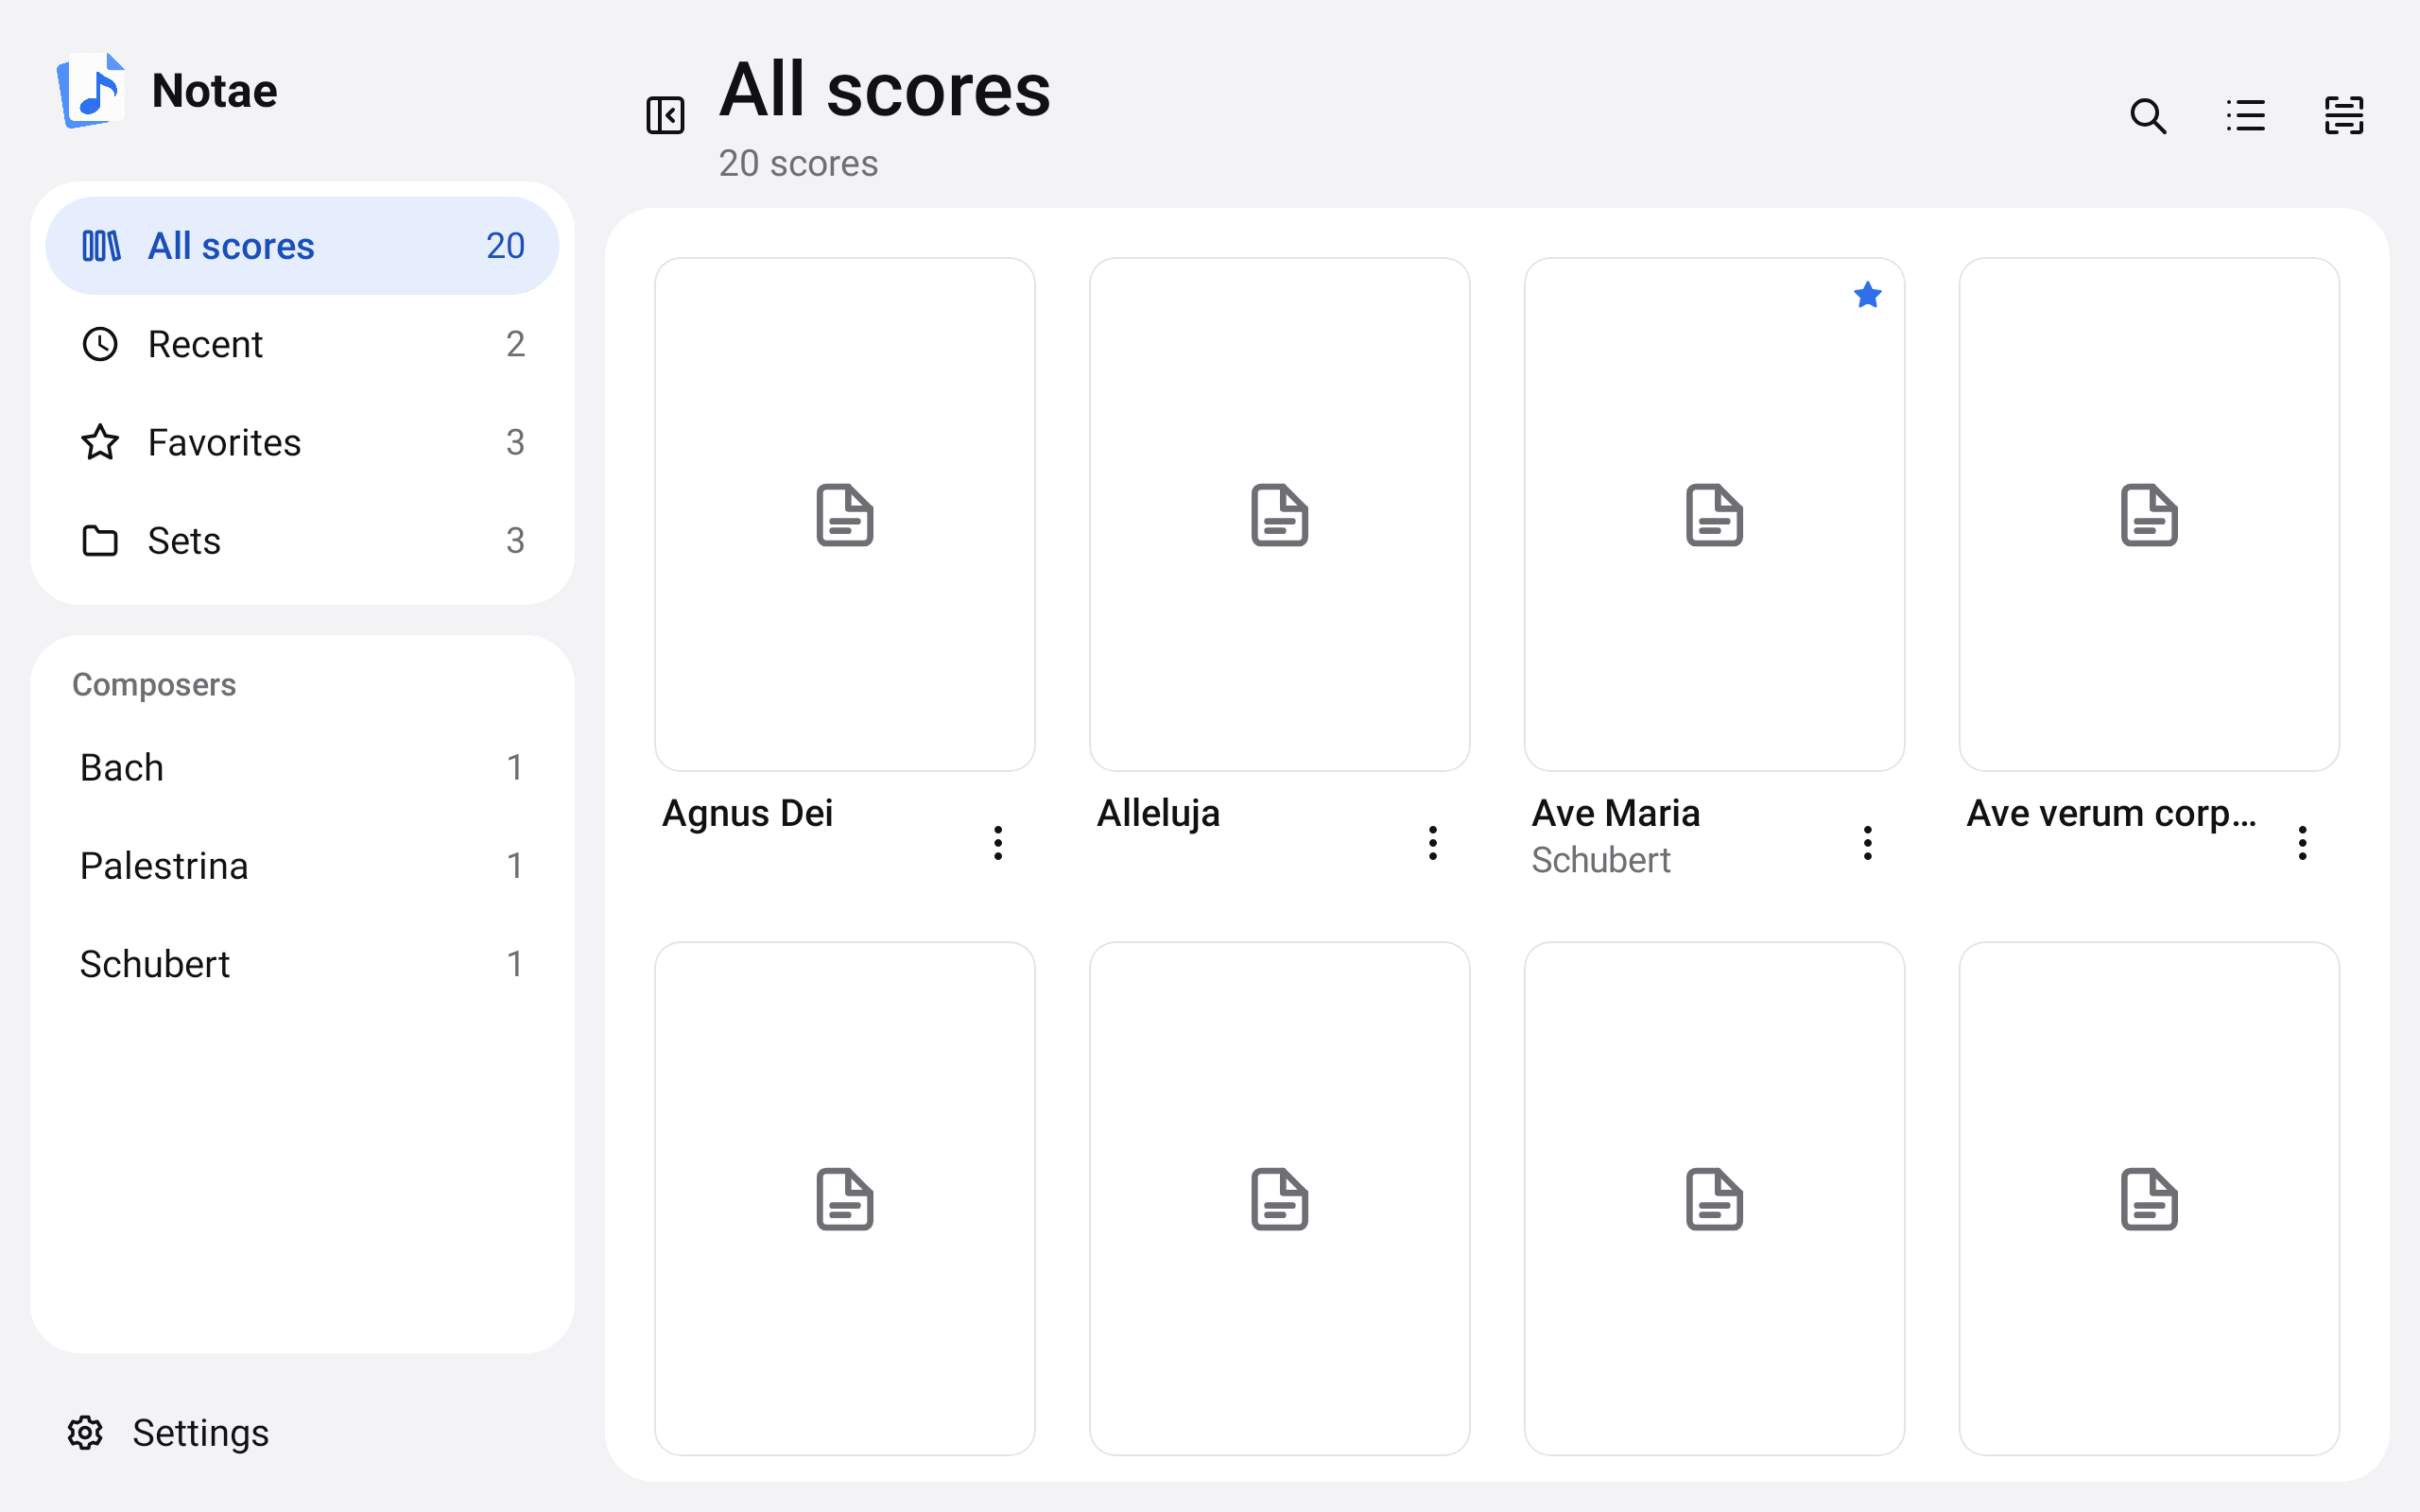 Notae
All scores
20 scores
All scores 20
Recent 2
Favorites 3
Sets 3
Composers
Bach 1
Palestrina 1
Schubert 1
Settings
Agnus Dei
Alleluja
Ave Maria
Schubert
Ave verum corp...